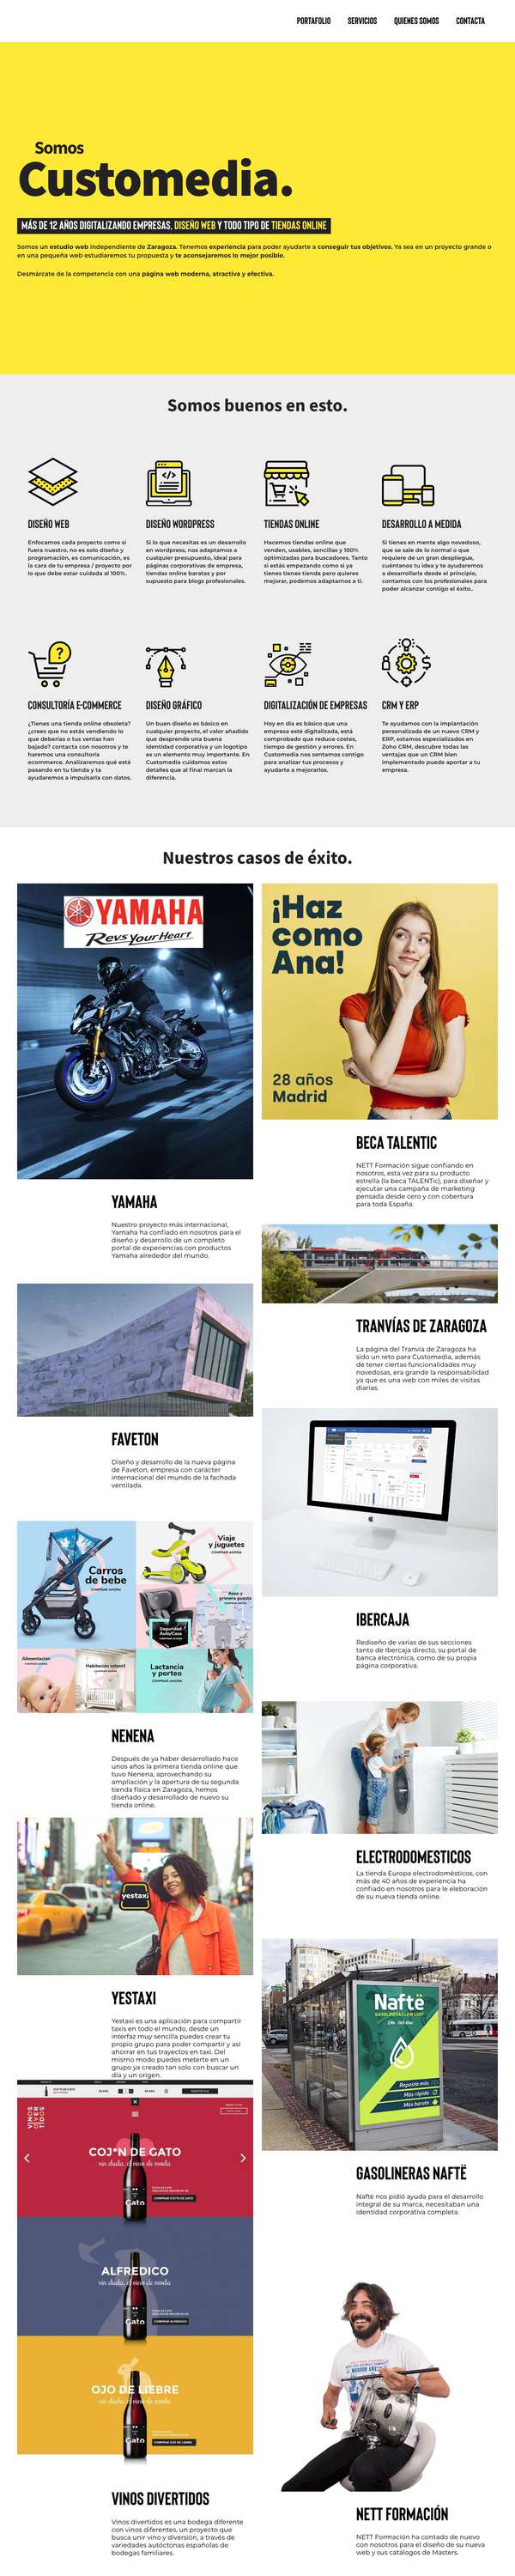 PORTAFOLIO SERVICIOS QUIENES SOMOS CONTACTA
Somos
Customedia.
MÁS DE 12 AÑOS DIGITALIZANDO EMPRESAS, DISEÑO WEB Y TODO TIPO DE TIENDAS ONLINE
Somos un estudio web independiente de Zaragoza. Tenemos experiencia para poder ayudarte a conseguir tus objetivos. Ya sea en un proyecto grande o
en una pequeña web estudiaremos tu propuesta y te aconsejaremos lo mejor posible.
Desmárcate de la competencia con una página web moderna, atractiva y efectiva.
Somos buenos en esto.
DISEÑO WEB
Enfocamos cada proyecto como si
fuera nuestro, no es solo diseño y
programación, es comunicación, es
la cara de tu empresa / proyecto por
lo que debe estar cuidada al 100%.
DISEÑO WORDPRESS
Si lo que necesitas es un desarrollo
en wordpress, nos adaptamos a
cualquier presupuesto, ideal para
páginas corporativas de empresa,
tiendas online baratas y por
supuesto para blogs profesionales.
TIENDAS ONLINE
Hacemos tiendas online que
venden, usables, sencillas y 100%
optimizadas para buscadores. Tanto
si estás empezando como si ya
tienes tienes tienda pero quieres
mejorar, podemos adaptarnos a ti.
DESARROLLO A MEDIDA
Si tienes en mente algo novedoso,
que se sale de lo normal o que
requiere de un gran despliegue,
cuéntanos tu idea y te ayudaremos
a desarrollarla desde el principio,
contamos con los profesionales para
poder alcanzar contigo el éxito..
CONSULTORÍA E-COMMERCE
¿Tienes una tienda online obsoleta?
¿crees que no estás vendiendo lo
que deberías o tus ventas han
bajado? contacta con nosotros y te
haremos una consultoría
ecommerce. Analizaremos qué está
pasando en tu tienda y ta
ayudaremos a impulsarla con datos.
DISEÑO GRÁFICO
Un buen diseño es básico en
cualquier proyecto, el valor añadido
que desprende una buena
identidad corporativa y un logotipo
es un elemento muy importante. En
Customedia cuidamos estos
detalles que al final marcan la
diferencia.
DIGITALIZACIÓN DE EMPRESAS
Hoy en día es básico que una
empresa esté digitalizada, está
comprobado que reduce costes,
tiempo de gestión y errores. En
Customedia nos sentamos contigo
para analizar tus procesos y
ayudarte a mejorarlos.
CRM Y ERP
Te ayudamos con la implantación
personalizada de un nuevo CRM y
ERP, estamos especializados en
Zoho CRM, descubre todas las
ventajas que un CRM bien
implementado puede aportar a tu
empresa.
Nuestros casos de éxito.
YAMAHA
Revs Your Heart
YAMAHA
Nuestro proyecto más internacional,
Yamaha ha confiado en nosotros para el
diseño y desarrollo de un completo
portal de experiencias con productos
Yamaha alrededor del mundo.
¡Haz
como
Ana!
28 años
Madrid
BECA TALENTIC
NETT Formación sigue confiando en
nosotros, esta vez para su producto
estrella (la beca TALENTic), para diseñar y
ejecutar una campaña de marketing
pensada desde cero y con cobertura
para toda España.
TRANVÍAS DE ZARAGOZA
La página del Tranvía de Zaragoza ha
sido un reto para Customedia, además
de tener ciertas funcionalidades muy
novedosas, era grande la responsabilidad
ya que es una web con miles de visitas
diarias.
FAVETON
Diseño y desarrollo de la nueva página
de Faveton, empresa con carácter
internacional del mundo de la fachada
ventilada.
IBERCAJA
Rediseño de varias de sus secciones
tanto de Ibercaja directo, su portal de
banca electrónica, como de su propia
página corporativa.
Carros
de bebe
COMPRAR AHORA
Viaje
y juguetes
COMPRAR AHORA
Aseo y
primera puesta
Seguridad /
Auto/Casa
Alimentación
Habitación infantil
Lactancia
y porteo
COMPRAR AHORA
NENENA
Después de ya haber desarrollado hace
unos años la primera tienda online que
tuvo Nenena, aprovechando su
ampliación y la apertura de su segunda
tienda física en Zaragoza, hemos
diseñado y desarrollado de nuevo su
tienda online.
ELECTRODOMESTICOS
La tienda Europa electrodomésticos, con
más de 40 años de experiencia ha
confiado en nosotros para le eleboración
de su nueva tienda online.
yestaxi
YESTAXI
Yestaxi es una aplicación para compartir
taxis en todo el mundo, desde un
interfaz muy sencilla puedes crear tu
propio grupo para poder compartir y así
ahorrar en tus trayectos en taxi. Del
mismo modo puedes meterte en un
grupo ya creado tan solo con buscar un
día y un origen.
Naftë
GASOLINERAS LOW COST
24h · 365 días
Reposta más
Más rápido
Más barato
GASOLINERAS NAFTË
Naftë nos pidió ayuda para el desarrollo
integral de su marca, necesitaban una
identidad corporativa completa.
VINOS
DIVER
TIDOS
COJ*N DE GATO
sin duda, el vino de moda
Gato
ALFREDICO
sin duda, el vino de moda
Gato
OJO DE LIEBRE
sin duda, el vino de moda
Gato
VINOS DIVERTIDOS
Vinos divertidos es una bodega diferente
con vinos diferentes, un proyecto que
busca unir vino y diversión, a través de
variedades autóctonas españolas de
bodegas familiares.
NETT FORMACIÓN
NETT Formación ha contado de nuevo
con nosotros para el diseño de su nueva
web y sus catálogos de Masters.